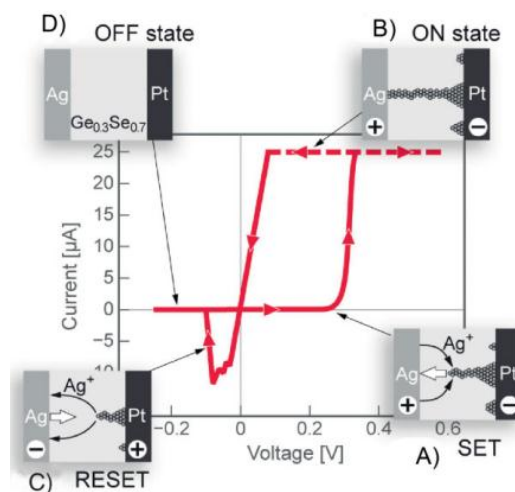 D) OFF state
B) ON state
Ag Pt
Ge0.3Se0.7
Ag Pt
+ −
25
20
15
10
5
0
−5
10
Current [µA]
Ag+
Ag Pt
+ −
A) SET
Ag+
Ag Pt
− +
C) RESET
−0.2 0 0.2 0.4 0.6
Voltage [V]